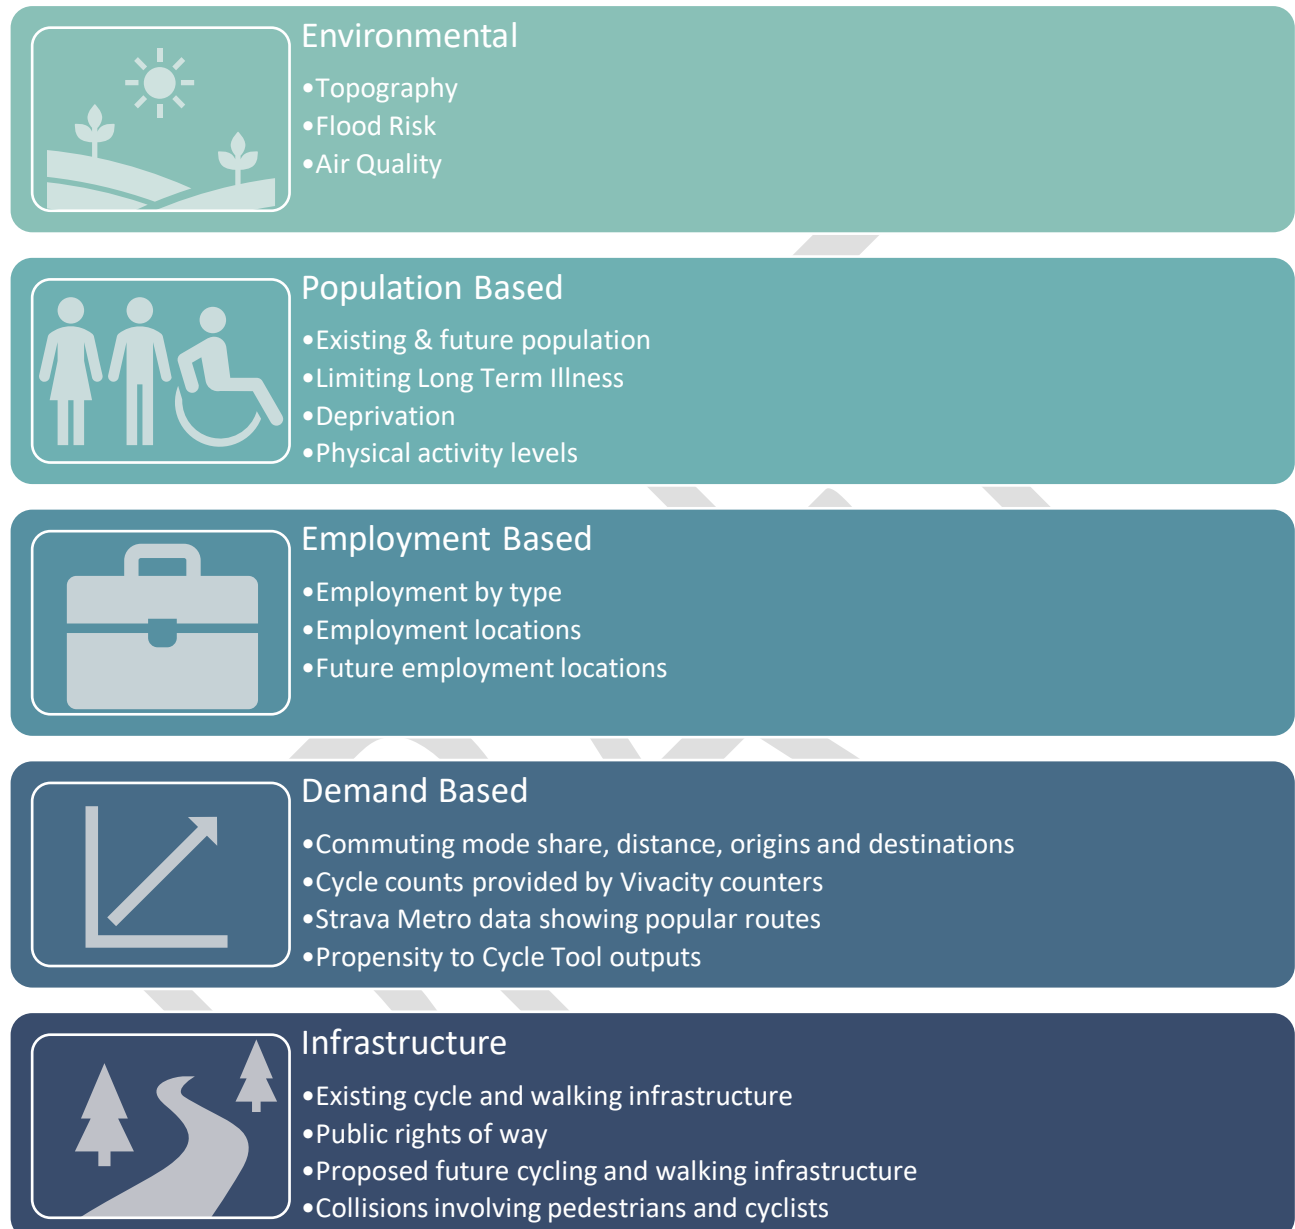 Environmental
•Topography
•Flood Risk
•Air Quality
Population Based
•Existing & future population
•Limiting Long Term Illness
•Deprivation
•Physical activity levels
Employment Based
•Employment by type
•Employment locations
•Future employment locations
Demand Based
•Commuting mode share, distance, origins and destinations
•Cycle counts provided by Vivacity counters
•Strava Metro data showing popular routes
•Propensity to Cycle Tool outputs
Infrastructure
•Existing cycle and walking infrastructure
•Public rights of way
•Proposed future cycling and walking infrastructure
•Collisions involving pedestrians and cyclists